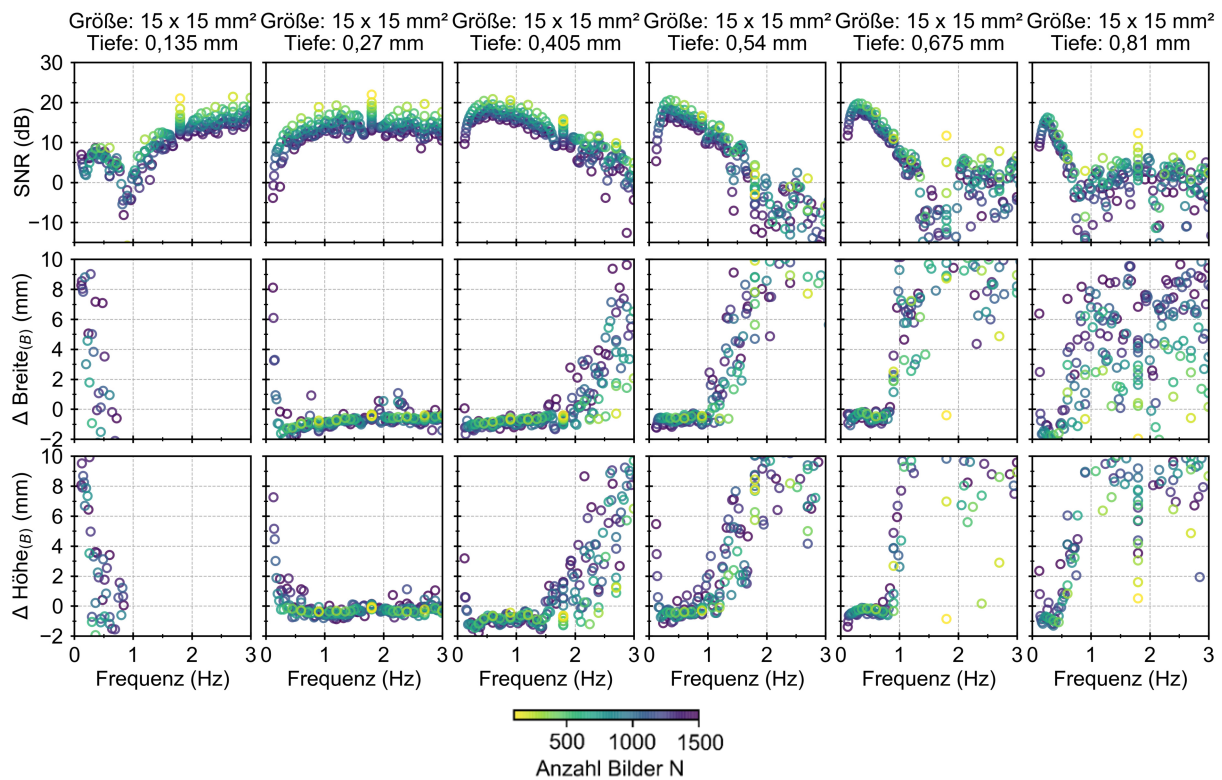 Größe: 15 x 15 mm² Größe: 15 x 15 mm² Größe: 15 x 15 mm² Größe: 15 x 15 mm² Größe: 15 x 15 mm² Größe: 15 x 15 mm²
Tiefe: 0,135 mm Tiefe: 0,27 mm Tiefe: 0,405 mm Tiefe: 0,54 mm Tiefe: 0,675 mm Tiefe: 0,81 mm
30
20
10
0
−10
SNR (dB)
10
8
6
4
2
0
−2
Δ Breite(B) (mm)
10
8
6
4
2
0
−2
Δ Höhe(B) (mm)
0 1 2 3 0 1 2 3 0 1 2 3 0 1 2 3 0 1 2 3 0 1 2 3
Frequenz (Hz) Frequenz (Hz) Frequenz (Hz) Frequenz (Hz) Frequenz (Hz) Frequenz (Hz)
500 1000 1500
Anzahl Bilder N